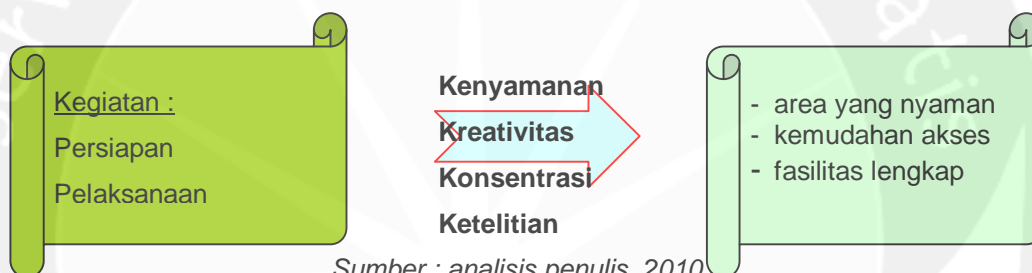 Kegiatan :
Persiapan
Pelaksanaan
Kenyamanan
Kreativitas
Konsentrasi
Ketelitian
- area yang nyaman
- kemudahan akses
- fasilitas lengkap
Sumber : analisis penulis, 2010